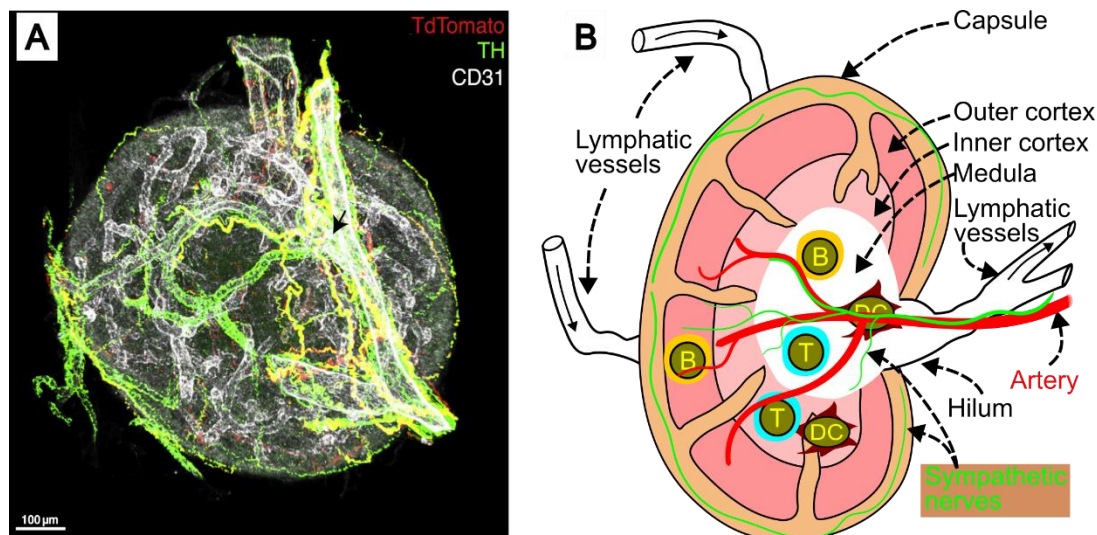 A
TdTomato
TH
CD31
100 µm
B
Capsule
Outer cortex
Inner cortex
Medula
Lymphatic
vessels
Lymphatic
vessels
B
DC
B
T
T
DC
Artery
Hilum
Sympathetic
nerves